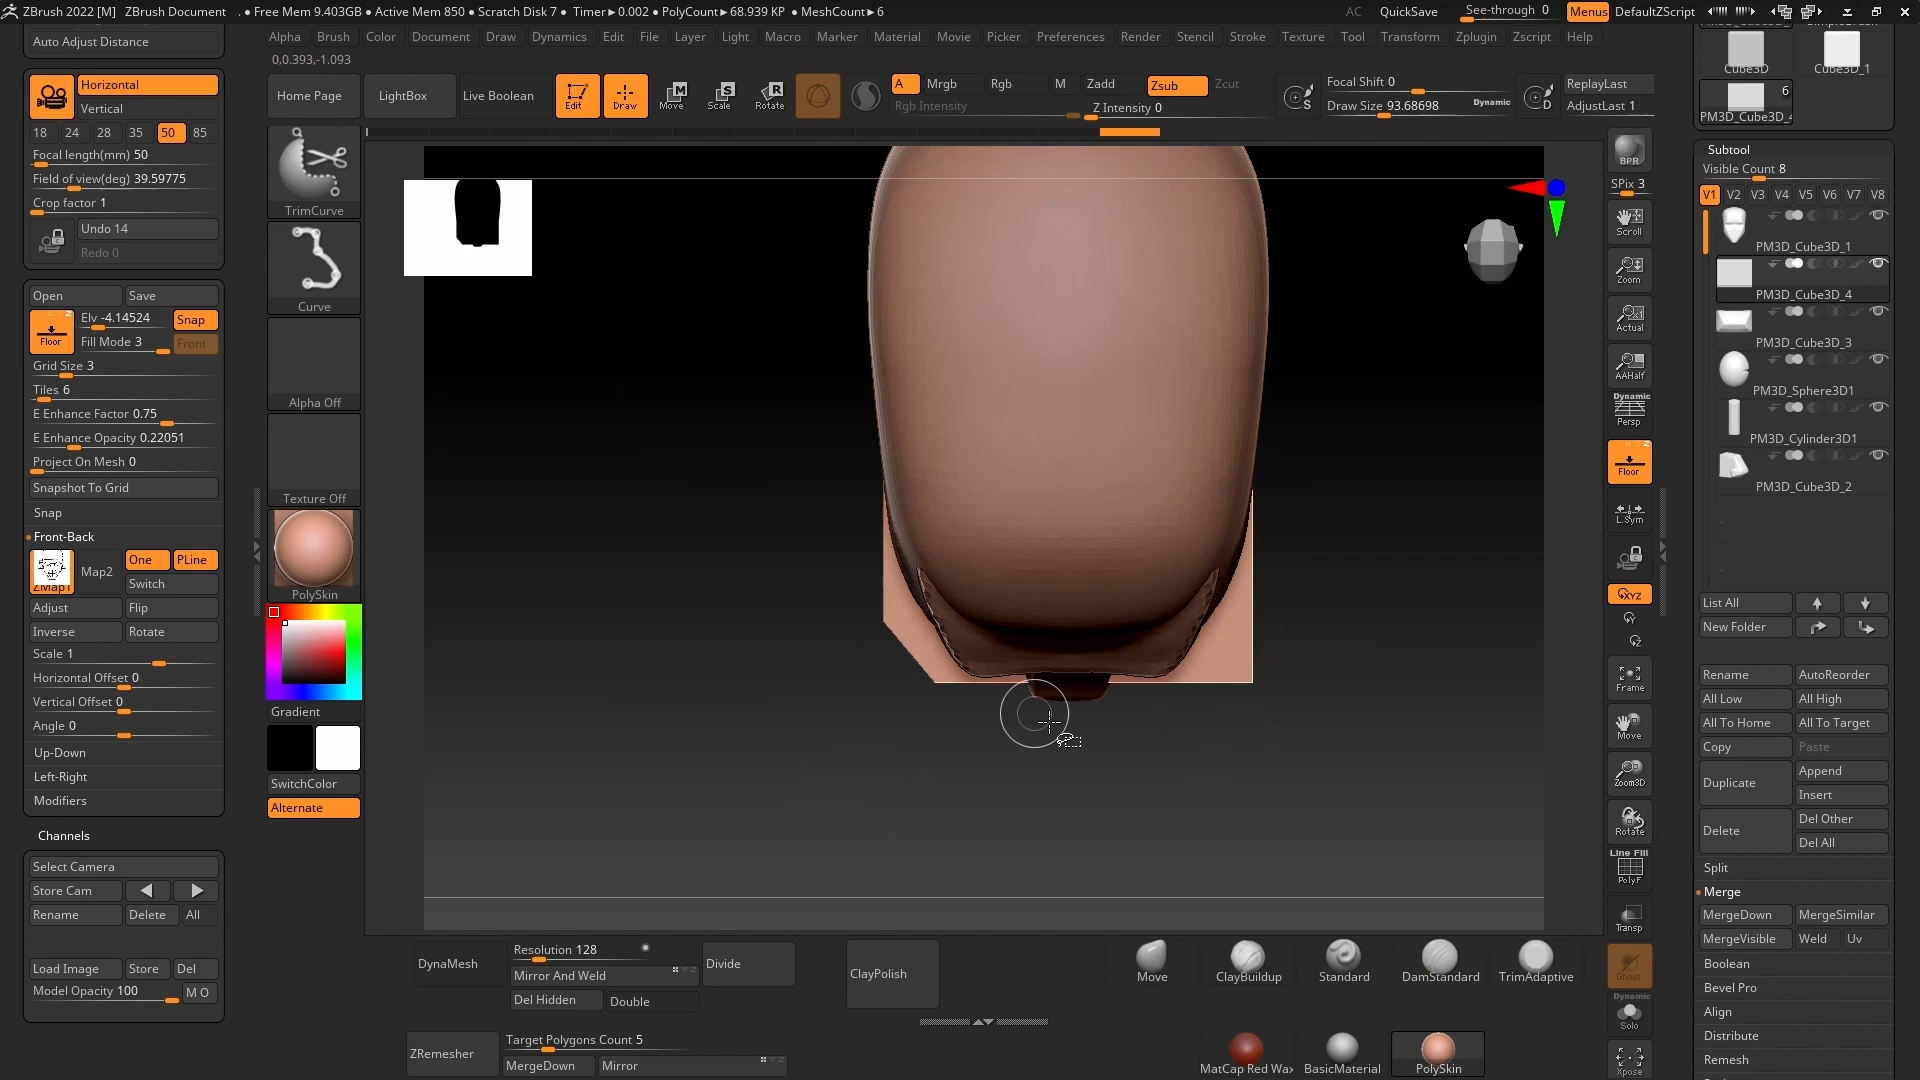 ZBrush 2022 [M] ZBrush Document . ● Free Mem 9.403GB ● Active Mem 850 ● Scratch Disk 7 ● Timer▸0.002 ● PolyCount▸68.939 KP ● MeshCount▸6 AC QuickSave See-through 0 Menus DefaultZScript
Alpha Brush Color Document Draw Dynamics Edit File Layer Light Macro Marker Material Movie Picker Preferences Render Stencil Stroke Texture Tool Transform Zplugin Zscript Help
0,0.393,-1.093
Home Page LightBox Live Boolean Edit Draw Move Scale Rotate A Mrgb Rgb M Zadd Zsub Zcut
Rgb Intensity Z Intensity 0 S Focal Shift 0 Draw Size 93.68698 Dynamic D ReplayLast AdjustLast 1
Auto Adjust Distance
Horizontal
Vertical
18 24 28 35 50 85
Focal length(mm) 50
Field of view(deg) 39.59775
Crop factor 1
Undo 14
Redo 0
Open Save
Floor Elv -4.14524 Snap
Fill Mode 3 Front
Grid Size 3
Tiles 6
E Enhance Factor 0.75
E Enhance Opacity 0.22051
Project On Mesh 0
Snapshot To Grid
Snap
Front-Back
ZMap1 Map2 One PLine
Switch
Adjust Flip
Inverse Rotate
Scale 1
Horizontal Offset 0
Vertical Offset 0
Angle 0
Up-Down
Left-Right
Modifiers
Channels
Select Camera
Store Cam
Rename Delete All
Load Image Store Del
Model Opacity 100 M O
TrimCurve
Curve
Alpha Off
Texture Off
PolySkin
Gradient
SwitchColor
Alternate
DynaMesh Resolution 128 Divide
Mirror And Weld
Del Hidden Double
ClayPolish
Move ClayBuildup Standard DamStandard TrimAdaptive
ZRemesher Target Polygons Count 5
MergeDown Mirror
MatCap Red Wax BasicMaterial PolySkin
BPR
SPix 3
Scroll
Zoom
Actual
AAHalf
Dynamic
Persp
Floor
L.Sym
XYZ
Frame
Move
Zoom3D
Rotate
Line Fill
PolyF
Transp
Ghost
Dynamic
Solo
Xpose
Cube3D Cube3D_1
6
Subtool
Visible Count 8
V1 V2 V3 V4 V5 V6 V7 V8
PM3D_Cube3D_1
PM3D_Cube3D_4
PM3D_Cube3D_3
PM3D_Sphere3D1
PM3D_Cylinder3D1
PM3D_Cube3D_2
List All
New Folder
Rename AutoReorder
All Low All High
All To Home All To Target
Copy Paste
Duplicate Append
Insert
Delete Del Other
Del All
Split
Merge
MergeDown MergeSimilar
MergeVisible Weld Uv
Boolean
Bevel Pro
Align
Distribute
Remesh